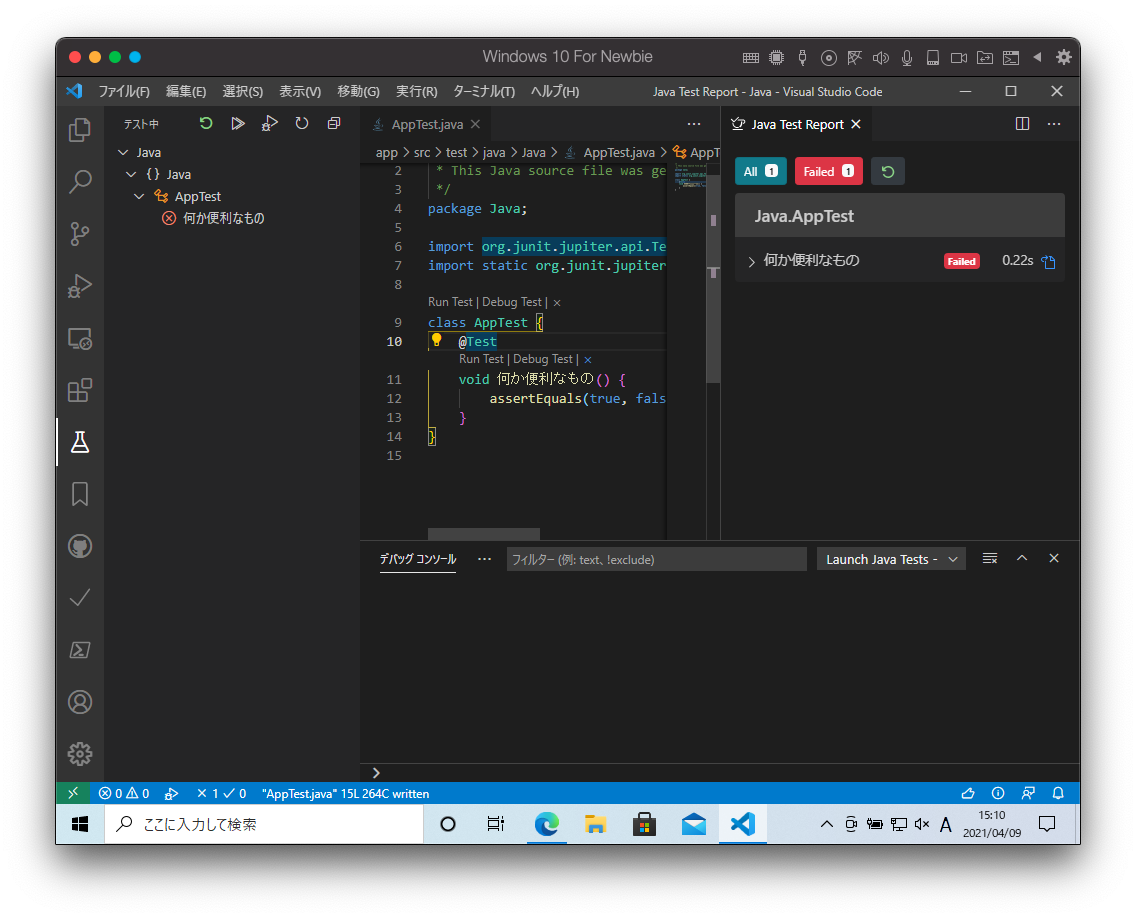 Windows 10 For Newbie
ファイル(F) 編集(E) 選択(S) 表示(V) 移動(G) 実行(R) ターミナル(T) ヘルプ(H) Java Test Report - Java - Visual Studio Code
テスト中
Java
{} Java
AppTest
何か便利なもの
AppTest.java
app > src > test > java > Java > AppTest.java > AppT
2 * This Java source file was ge
3 */
4 package Java;
5
6 import org.junit.jupiter.api.Te
7 import static org.junit.jupiter
8
Run Test | Debug Test | ×
9 class AppTest {
10 @Test
Run Test | Debug Test | ×
11 void 何か便利なもの() {
12 assertEquals(true, fals
13 }
14 }
15
Java Test Report
All 1 Failed 1
Java.AppTest
何か便利なもの Failed 0.22s
デバッグ コンソール フィルター (例: text、!exclude) Launch Java Tests -
0 0 1 0 "AppTest.java" 15L 264C written
ここに入力して検索
A
15:10
2021/04/09